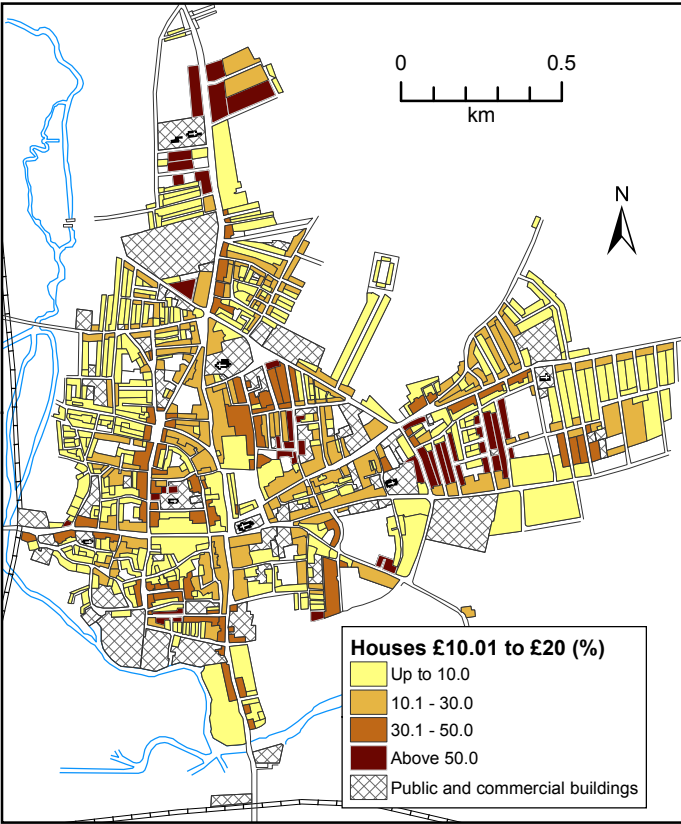 0
0.5
km
N
Houses £10.01 to £20 (%)
Up to 10.0
10.1 - 30.0
30.1 - 50.0
Above 50.0
Public and commercial buildings